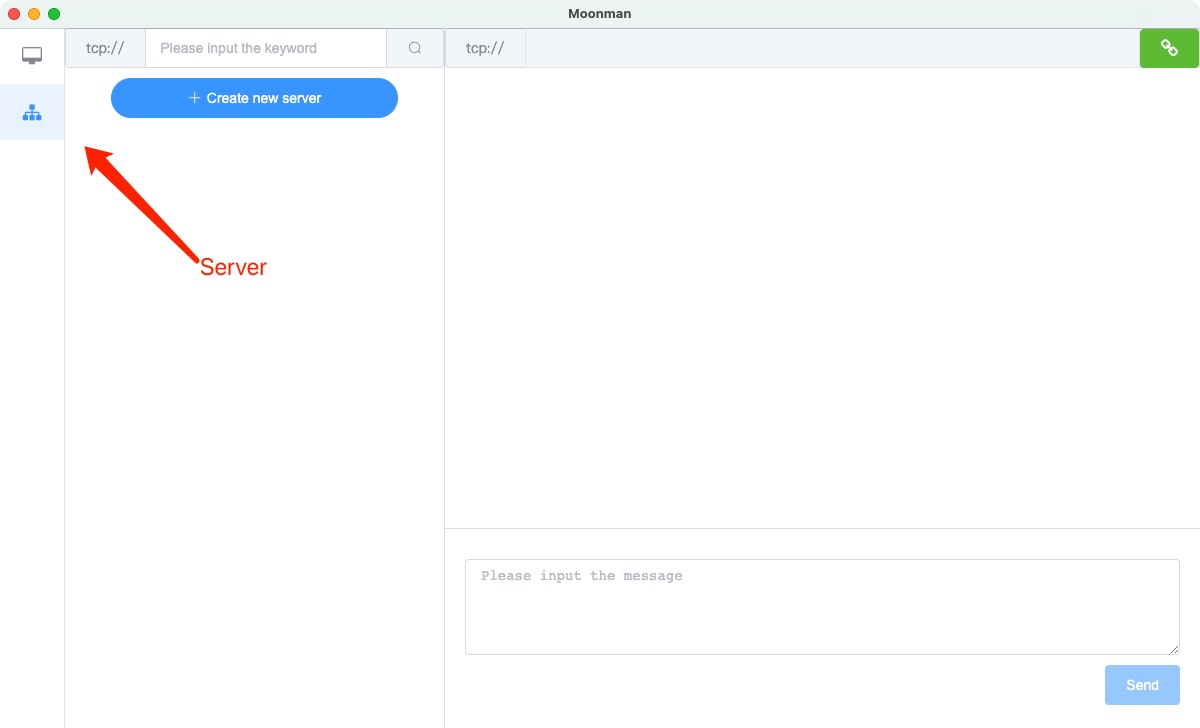 Moonman
tcp://
Please input the keyword
tcp://
Create new server
Server
Please input the message
Send